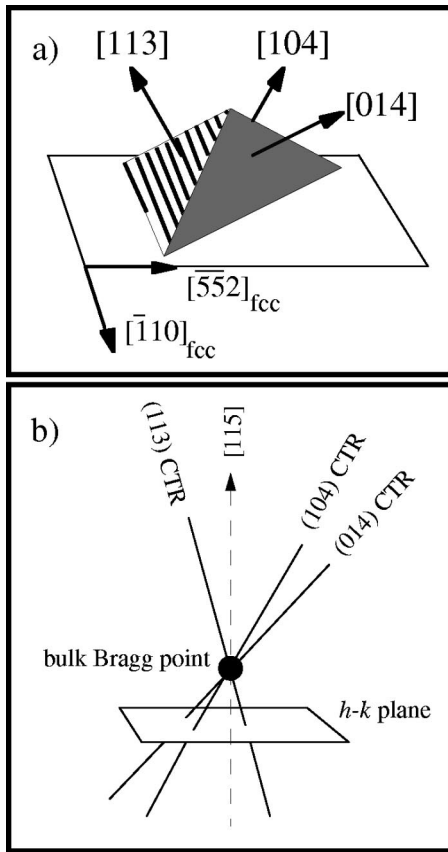 a)
[113]
[104]
[014]
[5̅5̅2]fcc
[1̅10]fcc
b)
(113) CTR
[115]
(104) CTR
(014) CTR
bulk Bragg point
h-k plane